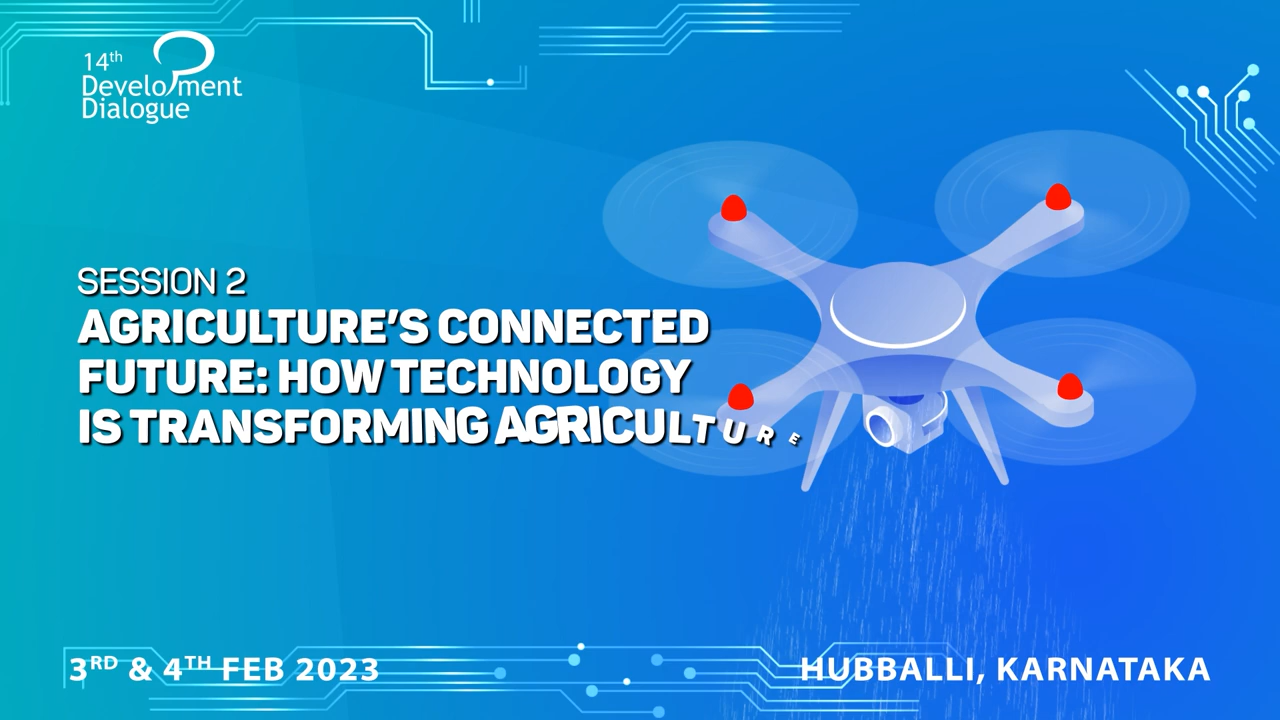 14th
Development
Dialogue
SESSION 2
AGRICULTURE'S CONNECTED
FUTURE: HOW TECHNOLOGY
IS TRANSFORMING AGRICULTURE
3RD & 4TH FEB 2023
HUBBALLI, KARNATAKA